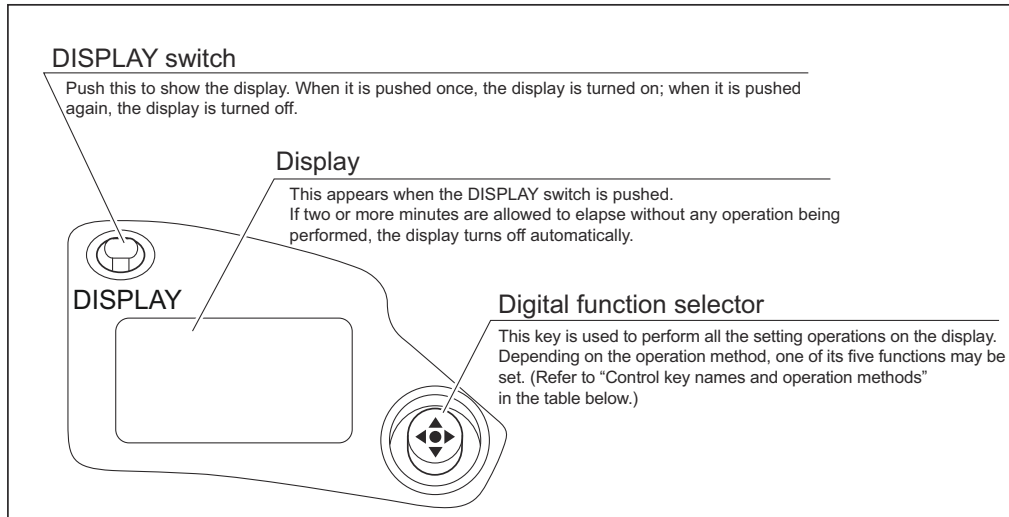 DISPLAY switch
Push this to show the display. When it is pushed once, the display is turned on; when it is pushed
again, the display is turned off.
Display
This appears when the DISPLAY switch is pushed.
If two or more minutes are allowed to elapse without any operation being
performed, the display turns off automatically.
DISPLAY
Digital function selector
This key is used to perform all the setting operations on the display.
Depending on the operation method, one of its five functions may be
set. (Refer to “Control key names and operation methods”
in the table below.)